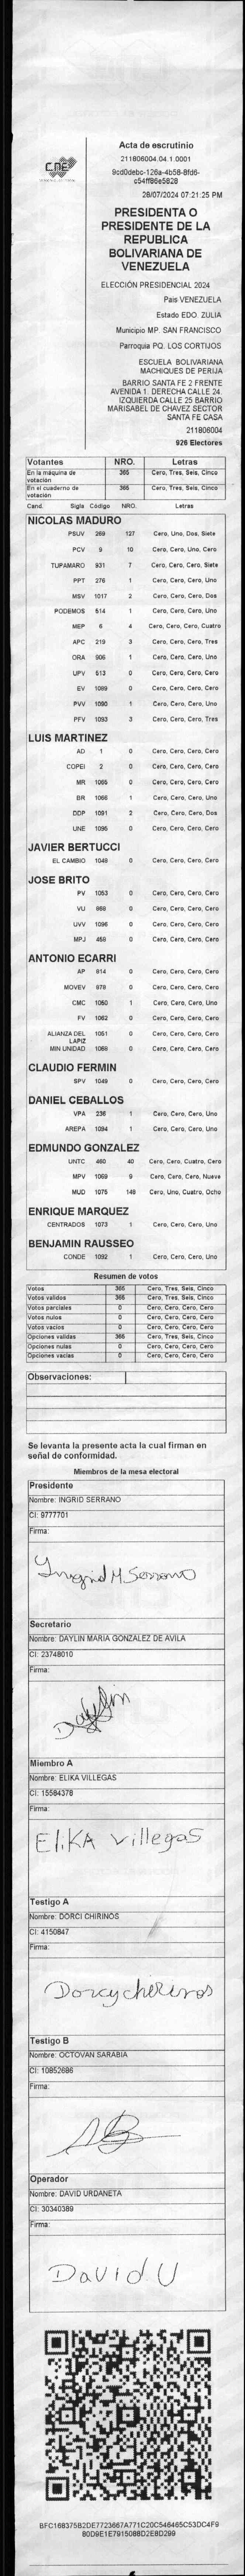 CNE
Acta de escrutinio
211806004.04.1.0001
9cd0debc-126a-4b58-8fd6-
c54ff86e5828
28/07/2024 07:21:25 PM
PRESIDENTA O
PRESIDENTE DE LA
REPUBLICA
BOLIVARIANA DE
VENEZUELA
ELECCIÓN PRESIDENCIAL 2024
Pais VENEZUELA
Estado EDO. ZULIA
Municipio MP. SAN FRANCISCO
Parroquia PQ. LOS CORTIJOS
ESCUELA BOLIVARIANA
MACHIQUES DE PERIJA
BARRIO SANTA FE 2 FRENTE
AVENIDA 1 DERECHA CALLE 24
IZQUIERDA CALLE 25 BARRIO
MARISABEL DE CHAVEZ SECTOR
SANTA FE CASA
211806004
926 Electores
Votantes NRO. Letras
En la máquina de votación 365 Cero, Tres, Seis, Cinco
En el cuaderno de votación 365 Cero, Tres, Seis, Cinco
Cand. Sigla Código NRO. Letras
NICOLAS MADURO
PSUV 269 127 Cero, Uno, Dos, Siete
PCV 9 10 Cero, Cero, Uno, Cero
TUPAMARO 931 7 Cero, Cero, Cero, Siete
PPT 276 1 Cero, Cero, Cero, Uno
MSV 1017 2 Cero, Cero, Cero, Dos
PODEMOS 514 1 Cero, Cero, Cero, Uno
MEP 6 4 Cero, Cero, Cero, Cuatro
APC 219 3 Cero, Cero, Cero, Tres
ORA 906 1 Cero, Cero, Cero, Uno
UPV 513 0 Cero, Cero, Cero, Cero
EV 1089 0 Cero, Cero, Cero, Cero
PVV 1090 1 Cero, Cero, Cero, Uno
PFV 1093 3 Cero, Cero, Cero, Tres
LUIS MARTINEZ
AD 1 0 Cero, Cero, Cero, Cero
COPEI 2 0 Cero, Cero, Cero, Cero
MR 1065 0 Cero, Cero, Cero, Cero
BR 1066 1 Cero, Cero, Cero, Uno
DDP 1091 2 Cero, Cero, Cero, Dos
UNE 1095 0 Cero, Cero, Cero, Cero
JAVIER BERTUCCI
EL CAMBIO 1048 0 Cero, Cero, Cero, Cero
JOSE BRITO
PV 1053 0 Cero, Cero, Cero, Cero
VU 868 0 Cero, Cero, Cero, Cero
UVV 1096 0 Cero, Cero, Cero, Cero
MPJ 458 0 Cero, Cero, Cero, Cero
ANTONIO ECARRI
AP 814 0 Cero, Cero, Cero, Cero
MOVEV 979 0 Cero, Cero, Cero, Cero
CMC 1050 1 Cero, Cero, Cero, Uno
FV 1062 0 Cero, Cero, Cero, Cero
ALIANZA DEL LAPIZ 1051 0 Cero, Cero, Cero, Cero
MIN UNIDAD 1068 0 Cero, Cero, Cero, Cero
CLAUDIO FERMIN
SPV 1049 0 Cero, Cero, Cero, Cero
DANIEL CEBALLOS
VPA 236 1 Cero, Cero, Cero, Uno
AREPA 1094 1 Cero, Cero, Cero, Uno
EDMUNDO GONZALEZ
UNTC 460 40 Cero, Cero, Cuatro, Cero
MPV 1069 9 Cero, Cero, Cero, Nueve
MUD 1075 148 Cero, Uno, Cuatro, Ocho
ENRIQUE MARQUEZ
CENTRADOS 1073 1 Cero, Cero, Cero, Uno
BENJAMIN RAUSSEO
CONDE 1092 1 Cero, Cero, Cero, Uno
Resumen de votos
Votos 365 Cero, Tres, Seis, Cinco
Votos validos 365 Cero, Tres, Seis, Cinco
Votos parciales 0 Cero, Cero, Cero, Cero
Votos nulos 0 Cero, Cero, Cero, Cero
Votos vacios 0 Cero, Cero, Cero, Cero
Opciones validas 365 Cero, Tres, Seis, Cinco
Opciones nulas 0 Cero, Cero, Cero, Cero
Opciones vacias 0 Cero, Cero, Cero, Cero
Observaciones:
Se levanta la presente acta la cual firman en
señal de conformidad.
Miembros de la mesa electoral
Presidente
Nombre: INGRID SERRANO
CI: 9777701
Firma:
Yngrid M Serrano
Secretario
Nombre: DAYLIN MARIA GONZALEZ DE AVILA
CI: 23748010
Firma:
Daylin
Miembro A
Nombre: ELIKA VILLEGAS
CI: 15584378
Firma:
ELIKA villegas
Testigo A
Nombre: DORCI CHIRINOS
CI: 4150847
Firma:
Dorcy chirinos
Testigo B
Nombre: OCTOVAN SARABIA
CI: 10852686
Firma:
Operador
Nombre: DAVID URDANETA
CI: 30340389
Firma:
David U
BFC168375B2DE7723667A771C20C546465C53DC4F9
80D9E1E7915088D2E8D299